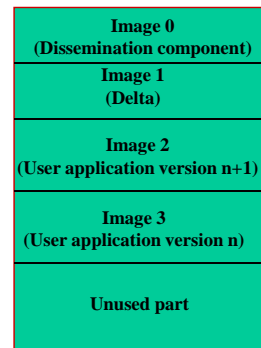 Image 0
(Dissemination component)
Image 1
(Delta)
Image 2
(User application version n+1)
Image 3
(User application version n)
Unused part